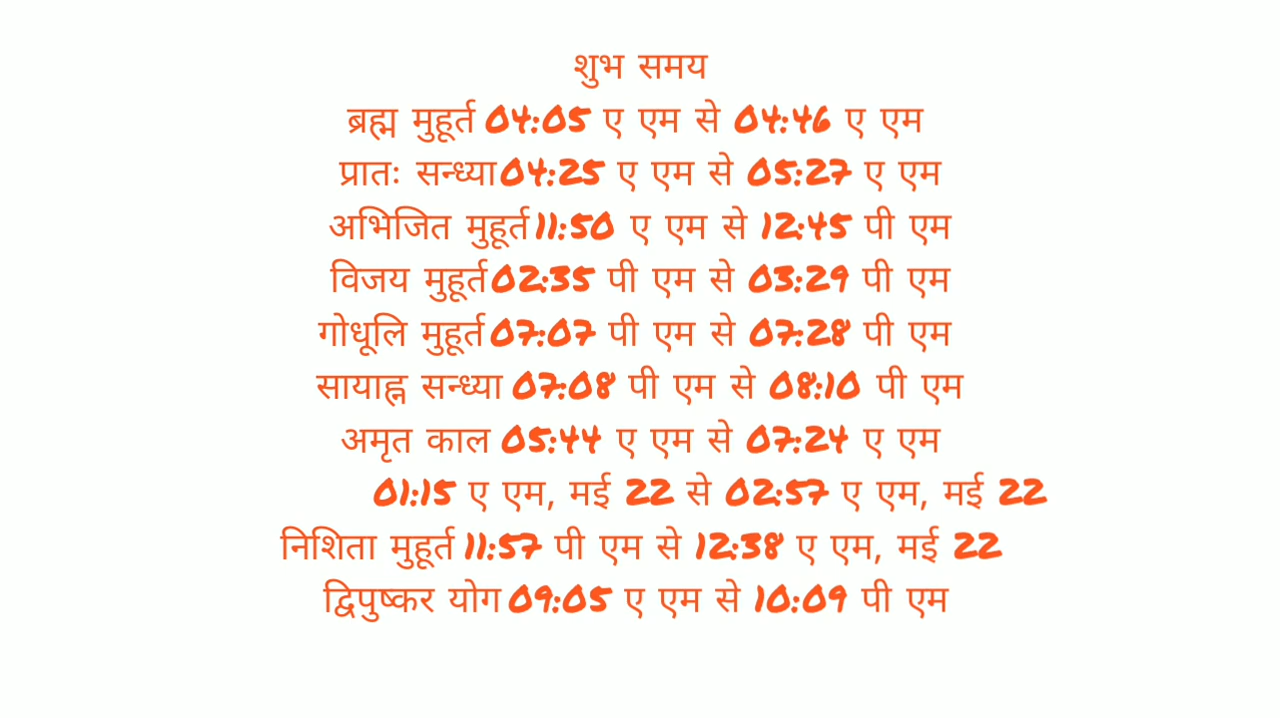 शुभ समय
ब्रह्म मुहूर्त 04:05 ए एम से 04:46 ए एम
प्रातः सन्ध्या04:25 ए एम से 05:27 ए एम
अभिजित मुहूर्त11:50 ए एम से 12:45 पी एम
विजय मुहूर्त02:35 पी एम से 03:29 पी एम
गोधूलि मुहूर्त07:07 पी एम से 07:28 पी एम
सायाह्न सन्ध्या 07:08 पी एम से 08:10 पी एम
अमृत काल 05:44 ए एम से 07:24 ए एम
01:15 ए एम, मई 22 से 02:57 ए एम, मई 22
निशिता मुहूर्त 11:57 पी एम से 12:38 ए एम, मई 22
द्विपुष्कर योग 09:05 ए एम से 10:09 पी एम